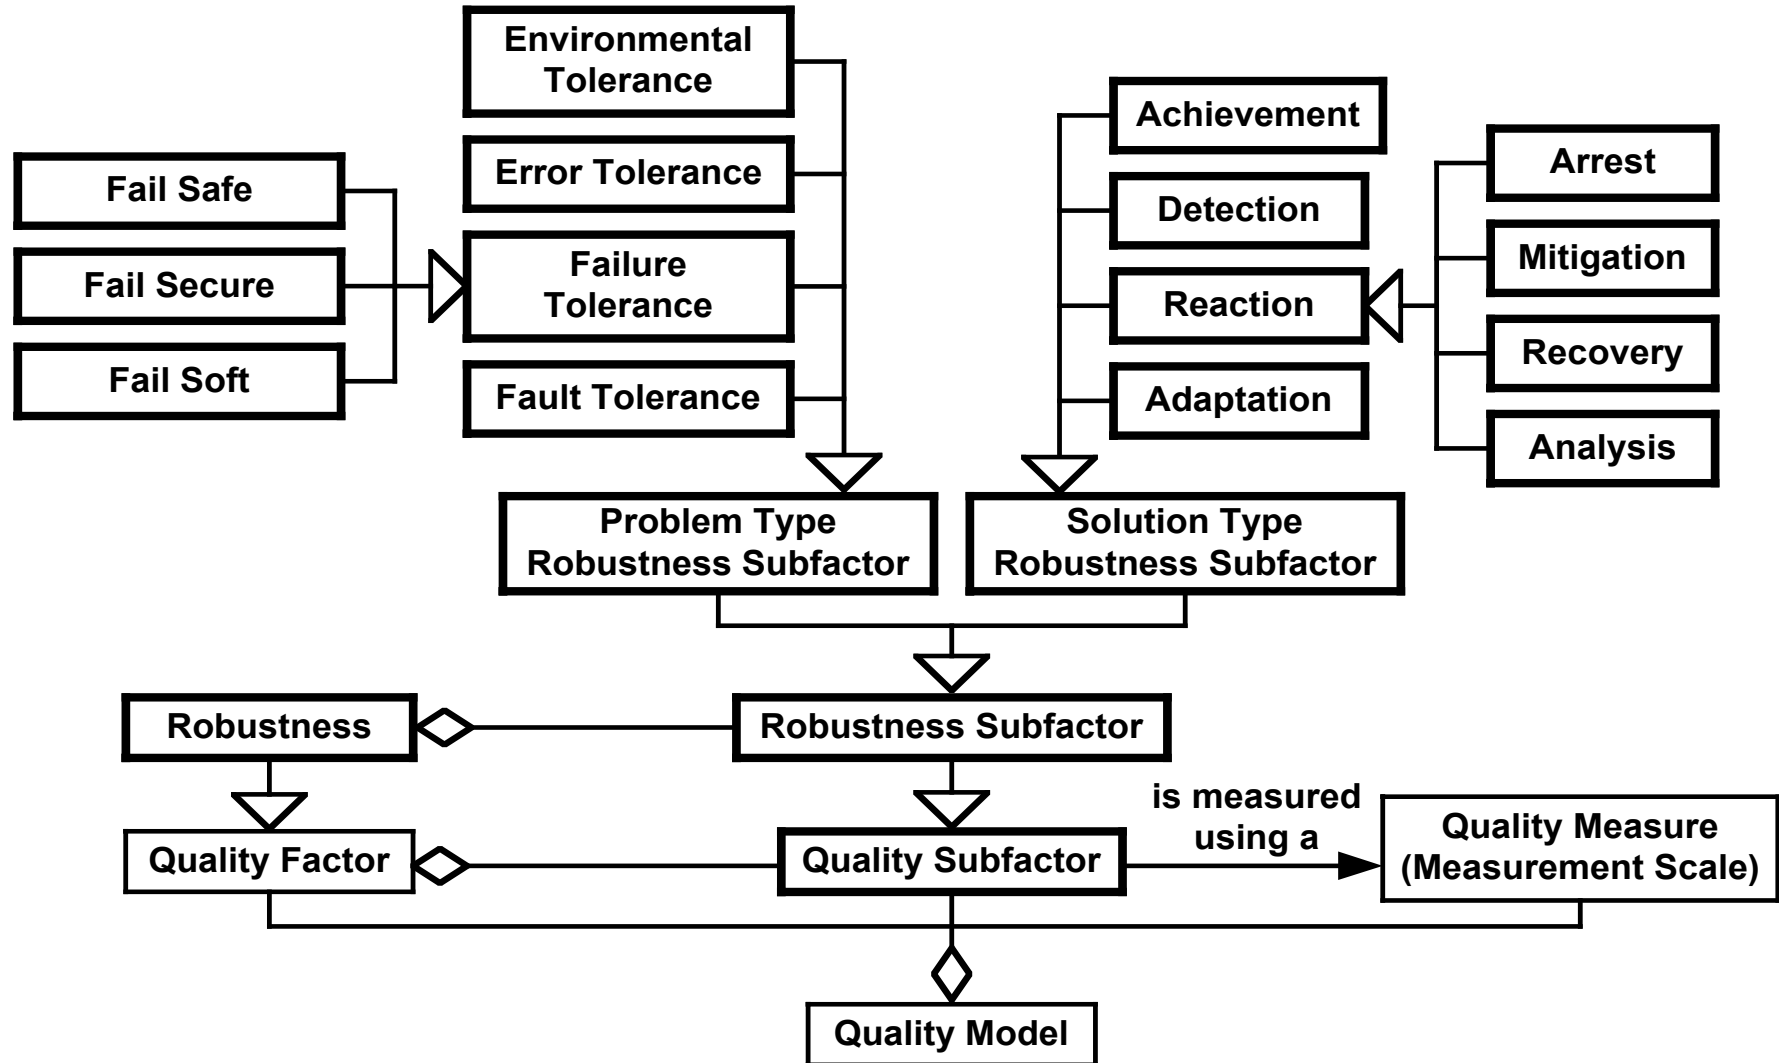 Environmental
Tolerance
Error Tolerance
Failure
Tolerance
Fault Tolerance
Fail Safe
Fail Secure
Fail Soft
Achievement
Detection
Reaction
Adaptation
Arrest
Mitigation
Recovery
Analysis
Problem Type
Robustness Subfactor
Solution Type
Robustness Subfactor
Robustness
Robustness Subfactor
Quality Factor
Quality Subfactor
is measured
using a
Quality Measure
(Measurement Scale)
Quality Model